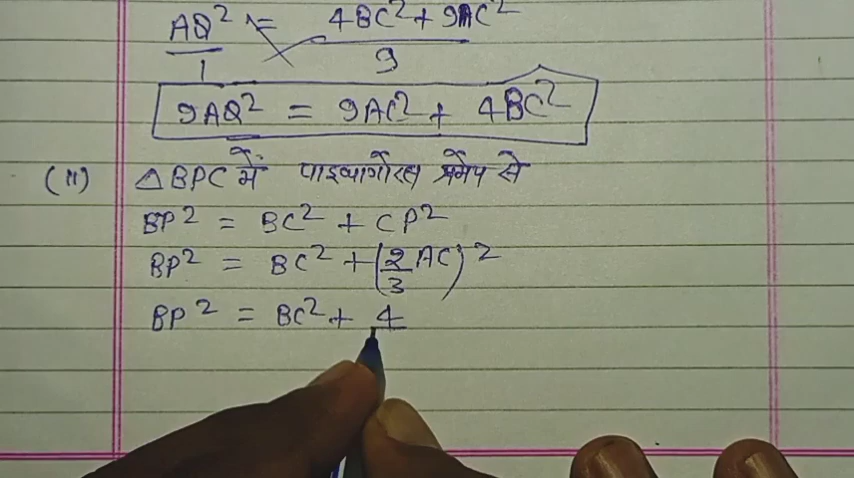 AQ² = 4BC² + 9AC²
1 9
9AQ² = 9AC² + 4BC²
(11) △BPC में पाइथागोरस प्रमेय से
BP² = BC² + CP²
BP² = BC² + (2/3 AC)²
BP² = BC² + 4